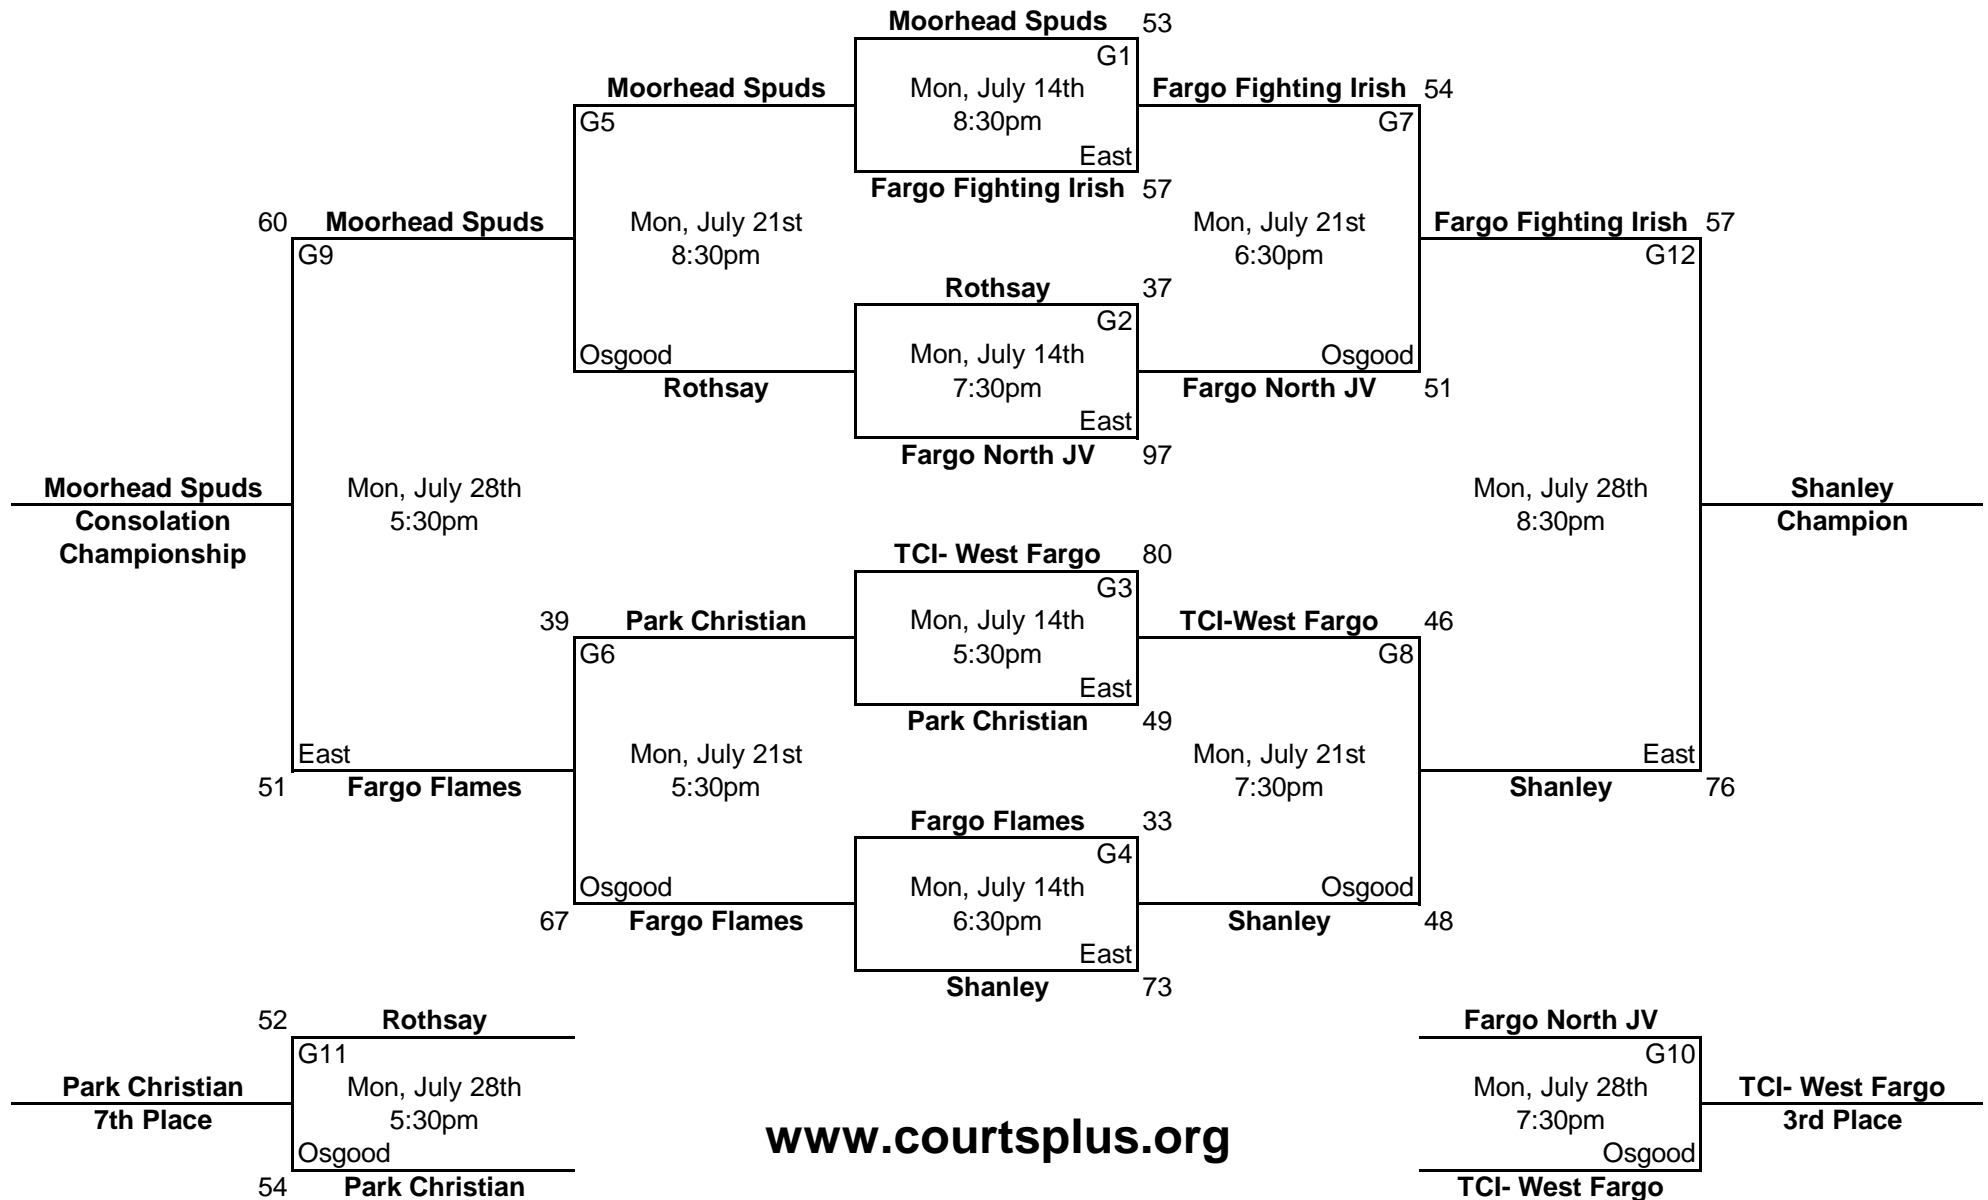 Moorhead Spuds 53
G1
Moorhead Spuds Mon, July 14th Fargo Fighting Irish 54
G5 8:30pm G7
East
Fargo Fighting Irish 57
60 Moorhead Spuds Mon, July 21st Mon, July 21st Fargo Fighting Irish 57
G9 8:30pm 6:30pm G12
Rothsay 37
G2
Osgood Mon, July 14th Osgood
Rothsay 7:30pm Fargo North JV 51
East
Fargo North JV 97
Moorhead Spuds Mon, July 28th Mon, July 28th Shanley
Consolation 5:30pm 8:30pm Champion
Championship
TCI- West Fargo 80
G3
39 Park Christian Mon, July 14th TCI-West Fargo 46
G6 5:30pm G8
East
Park Christian 49
East Mon, July 21st Mon, July 21st East
51 Fargo Flames 5:30pm 7:30pm Shanley 76
Fargo Flames 33
G4
Osgood Mon, July 14th Osgood
67 Fargo Flames 6:30pm Shanley 48
East
Shanley 73
52 Rothsay Fargo North JV
G11 G10
Park Christian Mon, July 28th Mon, July 28th TCI- West Fargo
7th Place 5:30pm 7:30pm 3rd Place
www.courtsplus.org
Osgood Osgood
54 Park Christian TCI- West Fargo